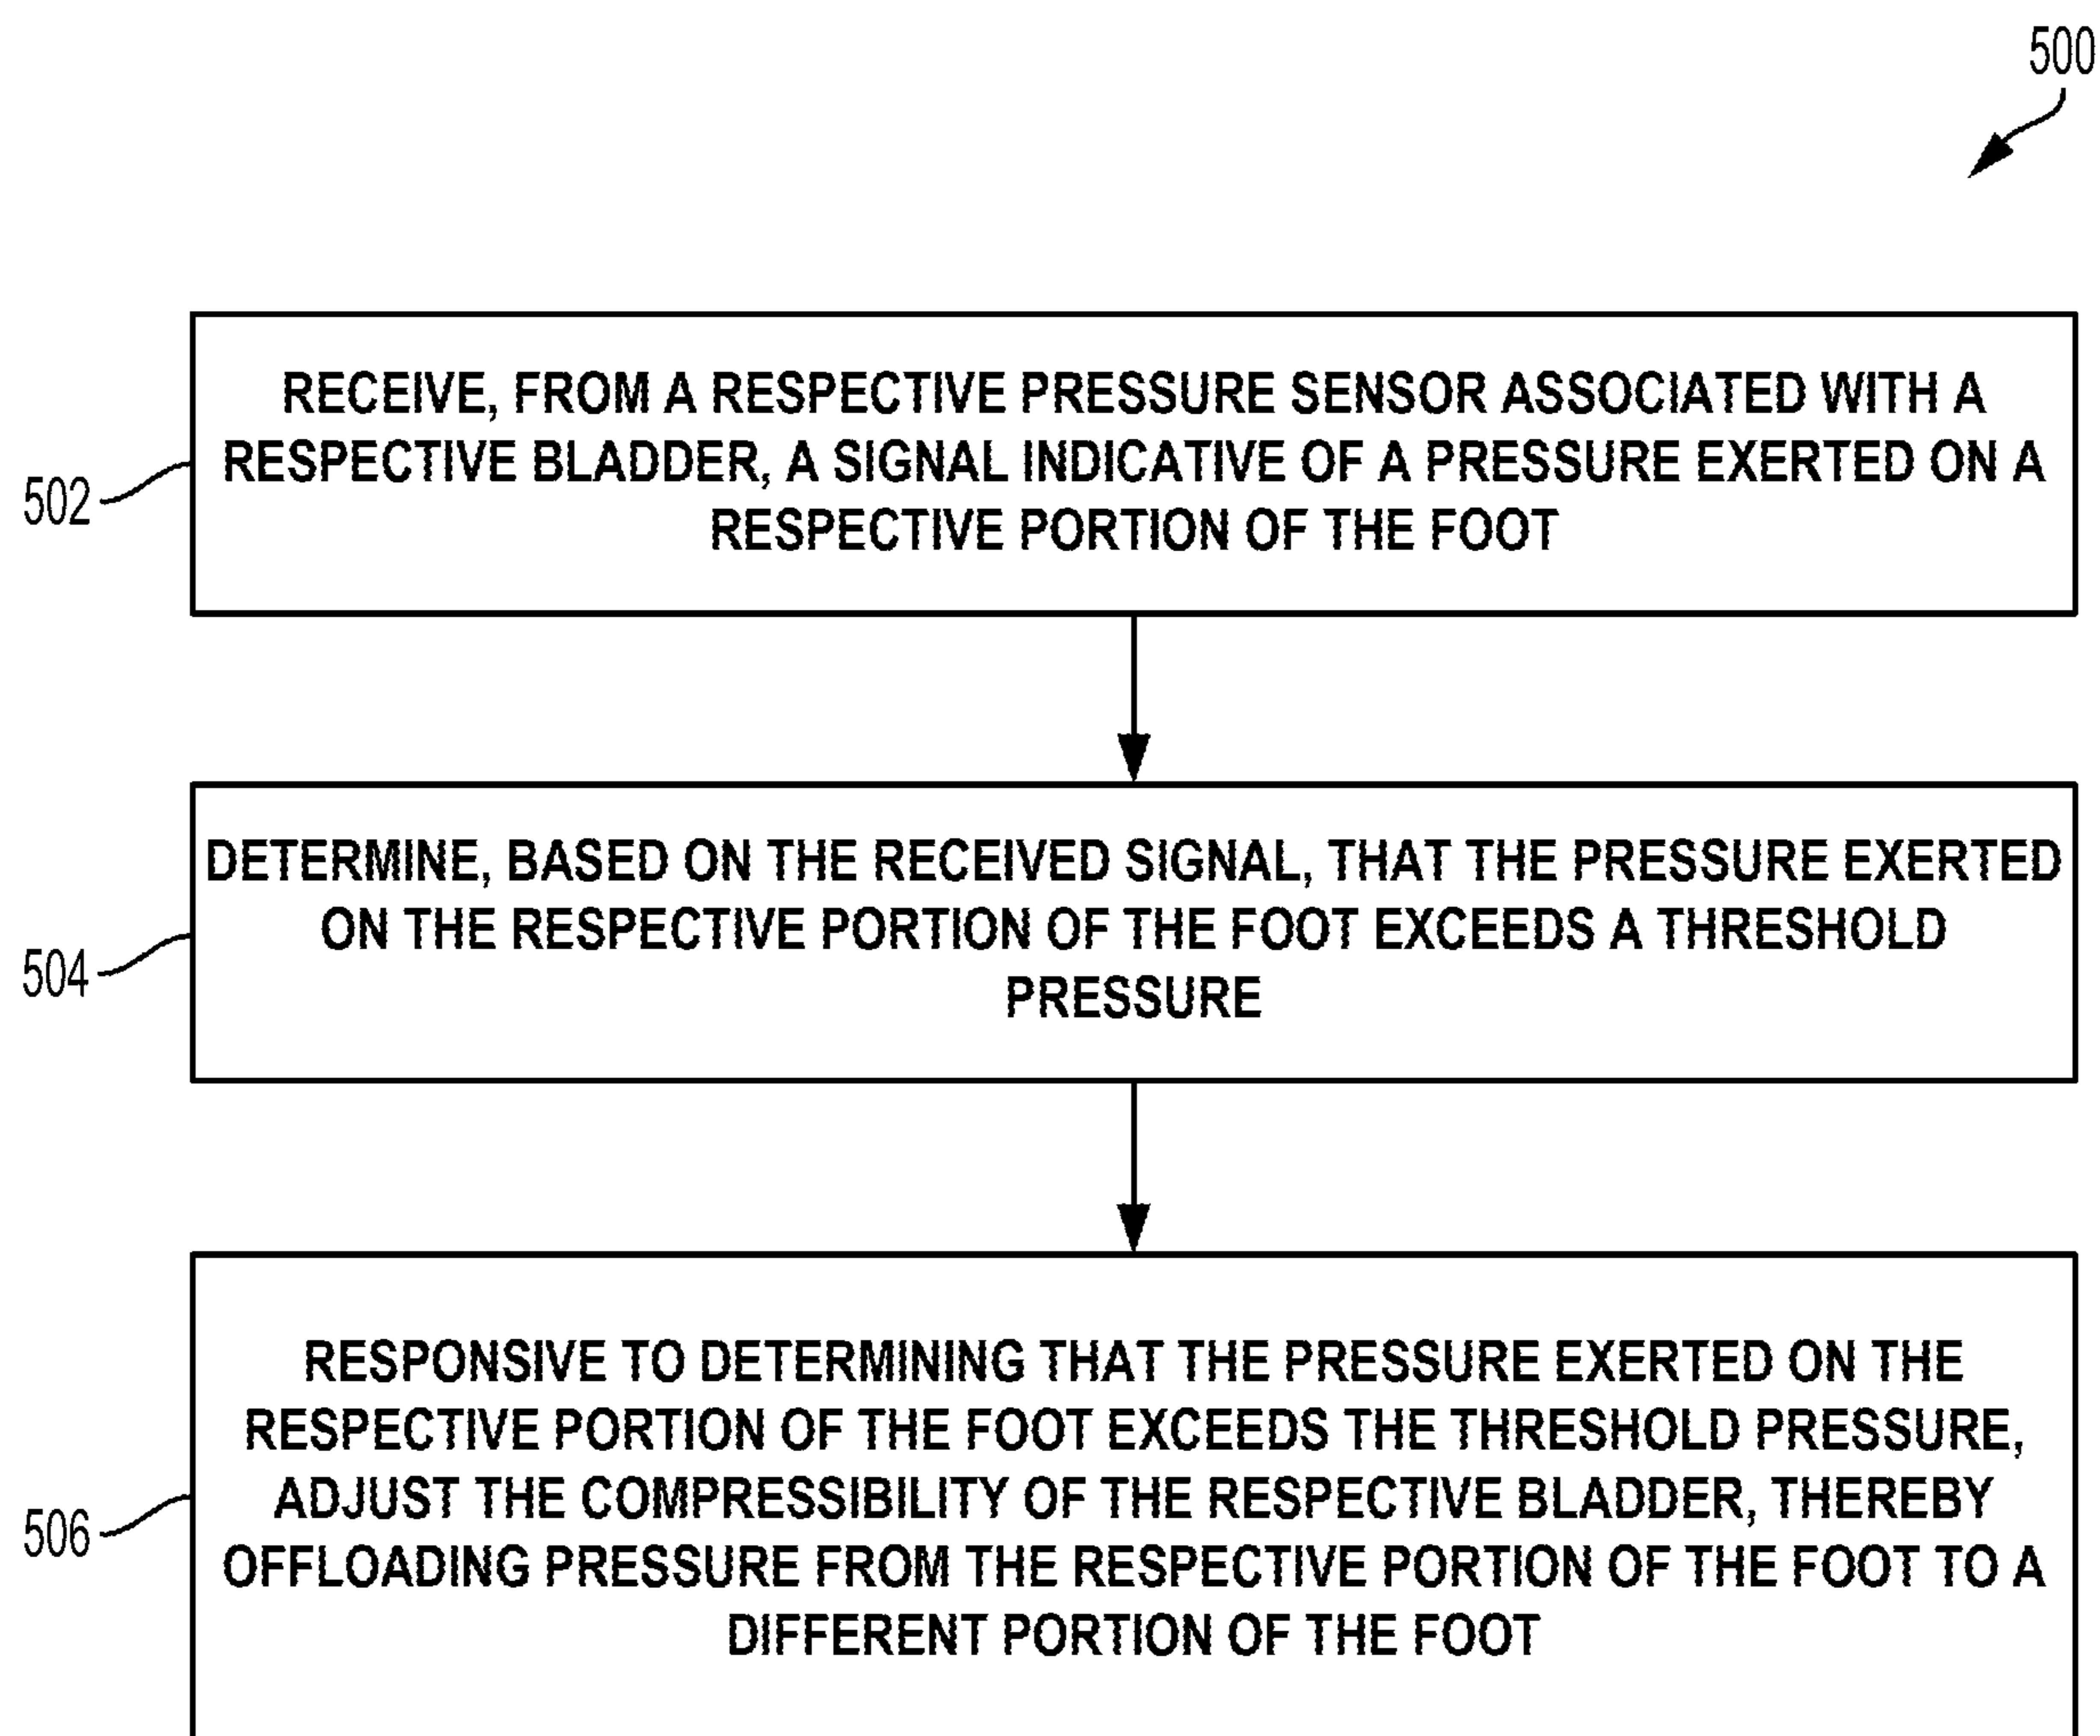 500
RECEIVE, FROM A RESPECTIVE PRESSURE SENSOR ASSOCIATED WITH A
RESPECTIVE BLADDER, A SIGNAL INDICATIVE OF A PRESSURE EXERTED ON A
RESPECTIVE PORTION OF THE FOOT
502
DETERMINE, BASED ON THE RECEIVED SIGNAL, THAT THE PRESSURE EXERTED
ON THE RESPECTIVE PORTION OF THE FOOT EXCEEDS A THRESHOLD
PRESSURE
504
RESPONSIVE TO DETERMINING THAT THE PRESSURE EXERTED ON THE
RESPECTIVE PORTION OF THE FOOT EXCEEDS THE THRESHOLD PRESSURE,
ADJUST THE COMPRESSIBILITY OF THE RESPECTIVE BLADDER, THEREBY
OFFLOADING PRESSURE FROM THE RESPECTIVE PORTION OF THE FOOT TO A
DIFFERENT PORTION OF THE FOOT
506